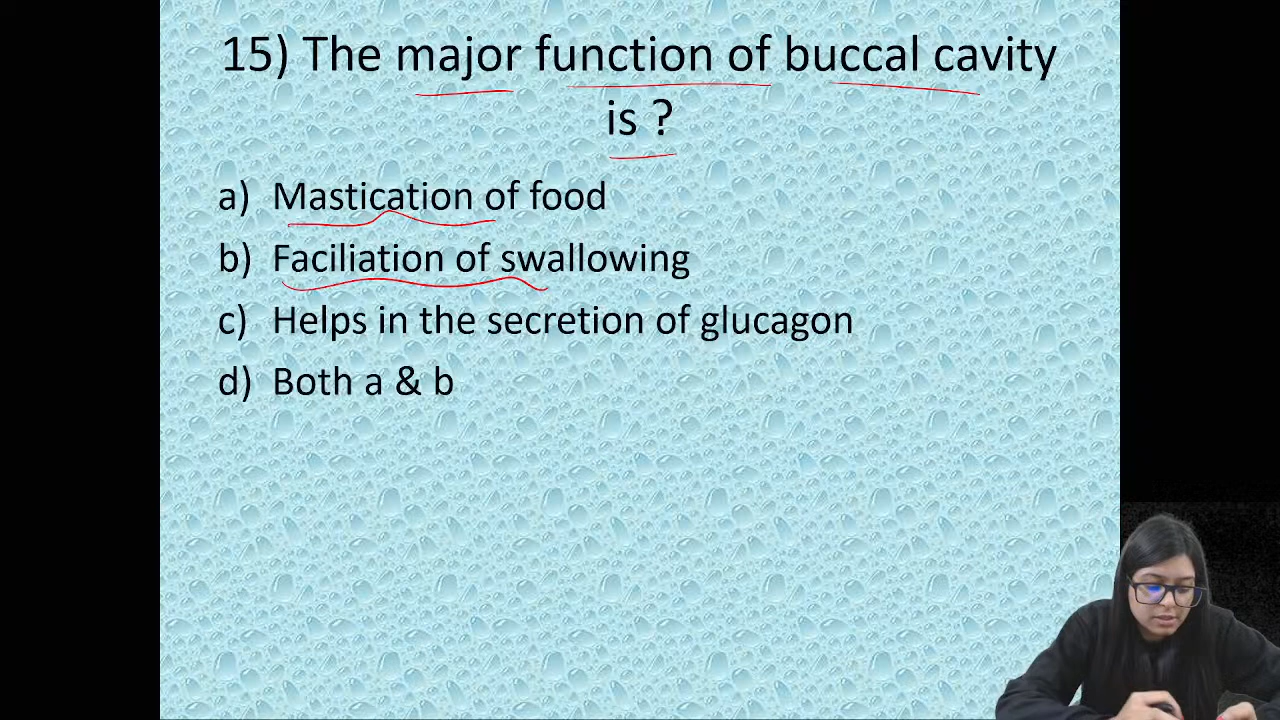 15) The major function of buccal cavity
is ?
a) Mastication of food
b) Faciliation of swallowing
c) Helps in the secretion of glucagon
d) Both a & b